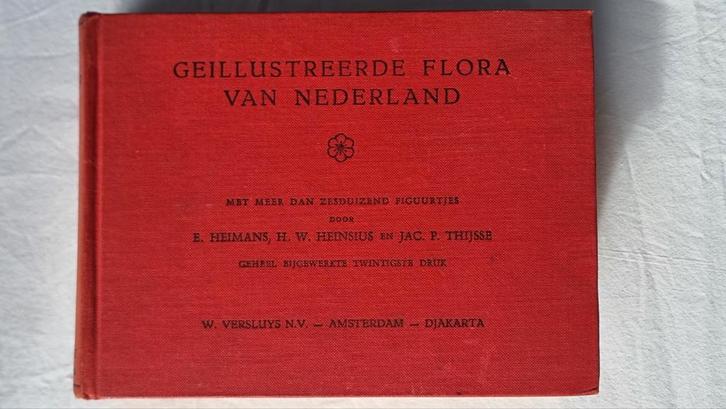 GEILLUSTREERDE FLORA
VAN NEDERLAND
MET MEER DAN ZESDUIZEND FIGUURTJES
DOOR
E. HEIMANS, H. W. HEINSIUS EN JAC. P. THIJSSE
GEHEEL BIJGEWERKTE TWINTIGSTE DRUK
W. VERSLUYS N.V. — AMSTERDAM — DJAKARTA